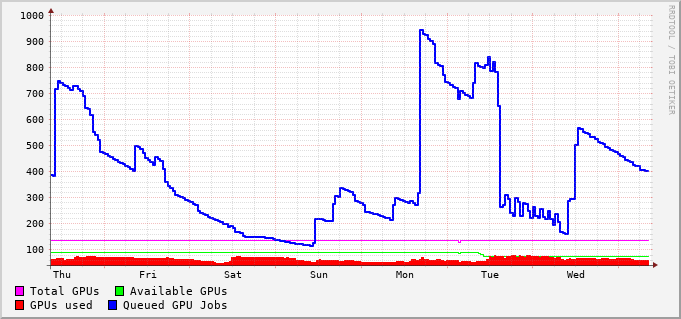 1000
900
800
700
600
500
400
300
200
100
Thu Fri Sat Sun Mon Tue Wed
Total GPUs Available GPUs
GPUs used Queued GPU Jobs
RRDTOOL / TOBI OETIKER